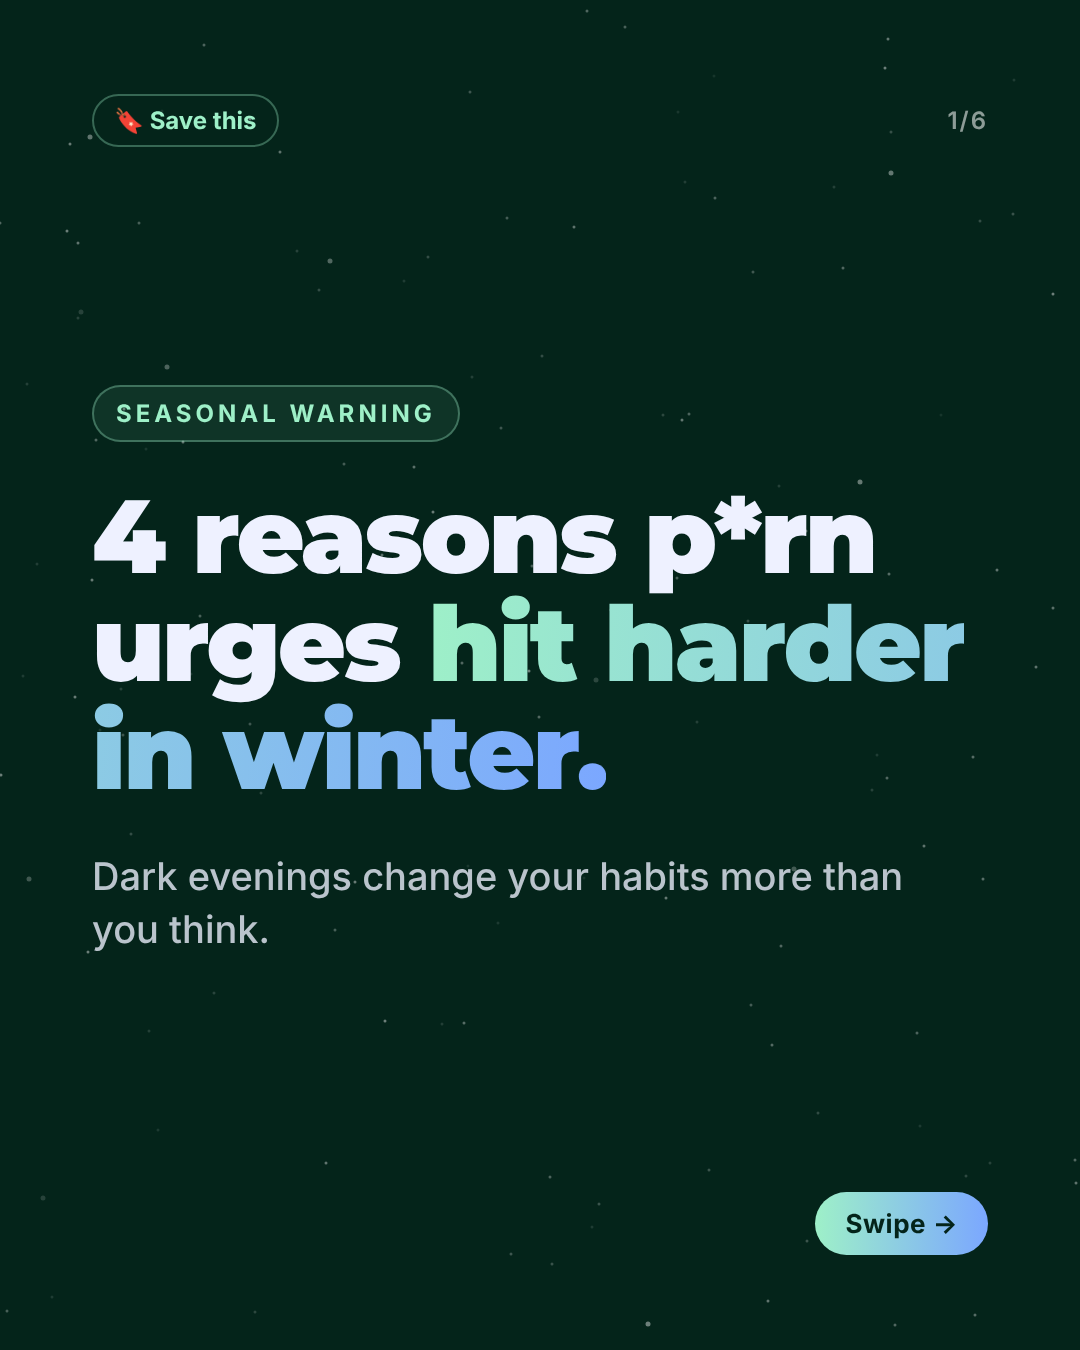 🔖 Save this
1/6
SEASONAL WARNING
4 reasons p*rn
urges hit harder
in winter.
Dark evenings change your habits more than
you think.
Swipe →